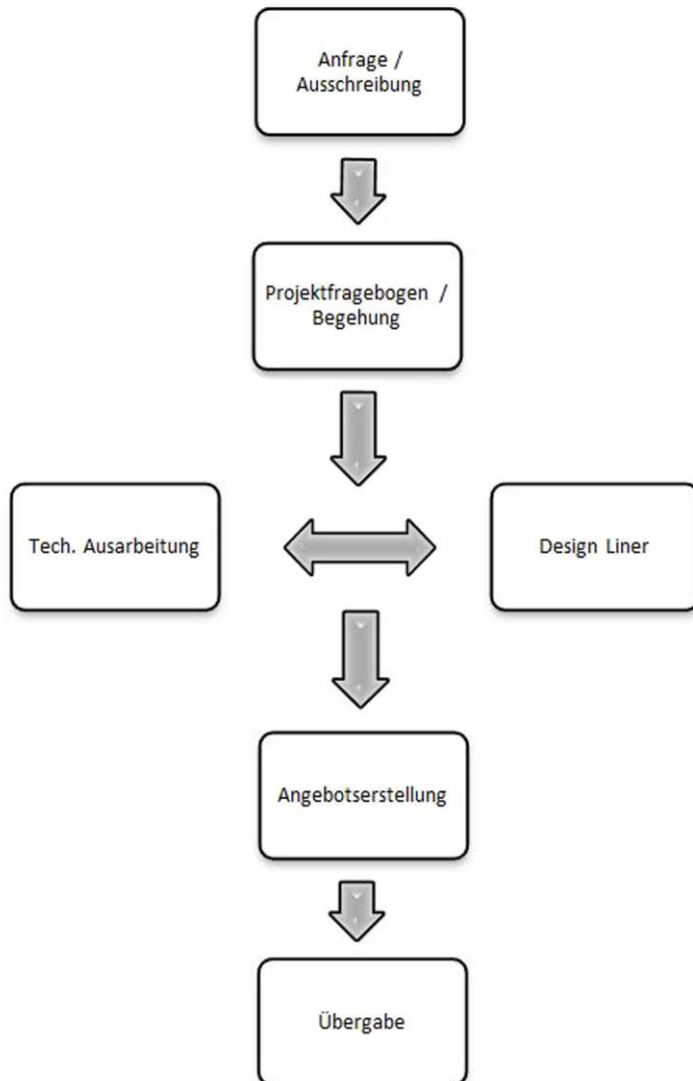 Anfrage /
Ausschreibung
Projektfragebogen /
Begehung
Tech. Ausarbeitung
Design Liner
Angebotserstellung
Übergabe